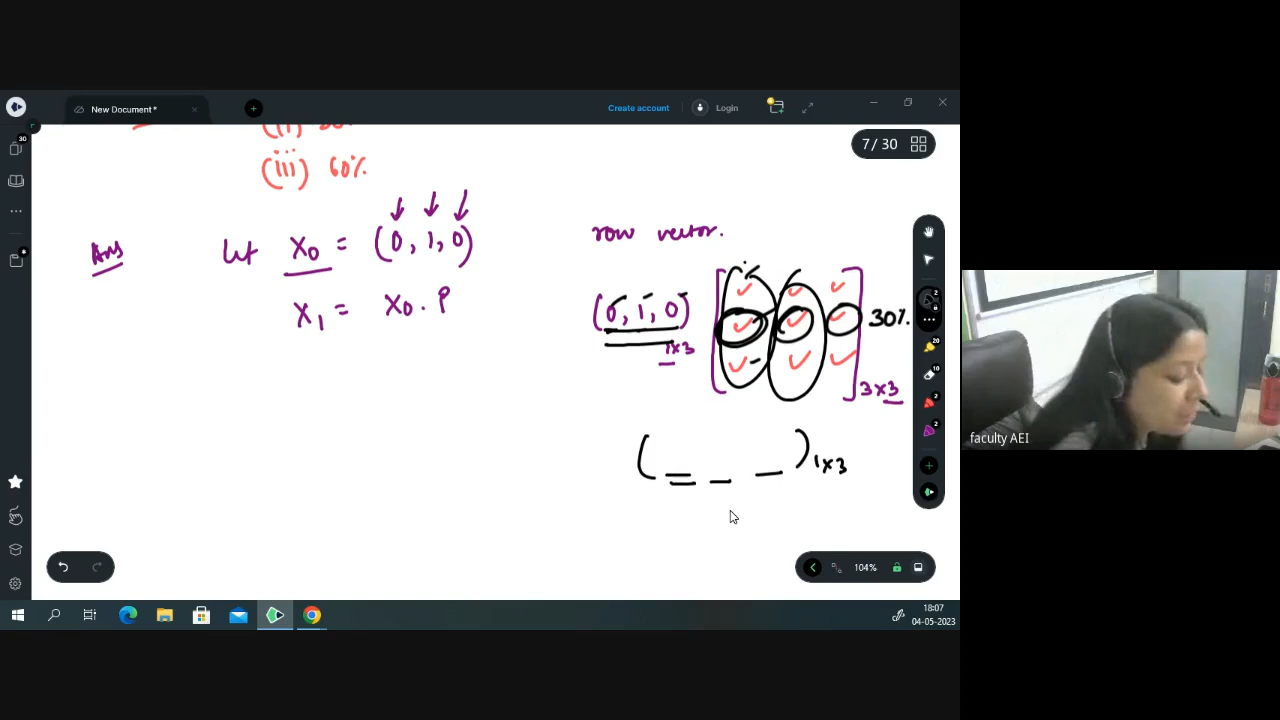 New Document*
Create account
Login
7 / 30
(iii) 60%
Ans let X₀ = (0, 1, 0)
X₁ = X₀ . P
row vector.
(0, 1, 0) 1x3
30%
3x3
( _ _ _ ) 1x3
faculty AEI
104%
18:07
04-05-2023